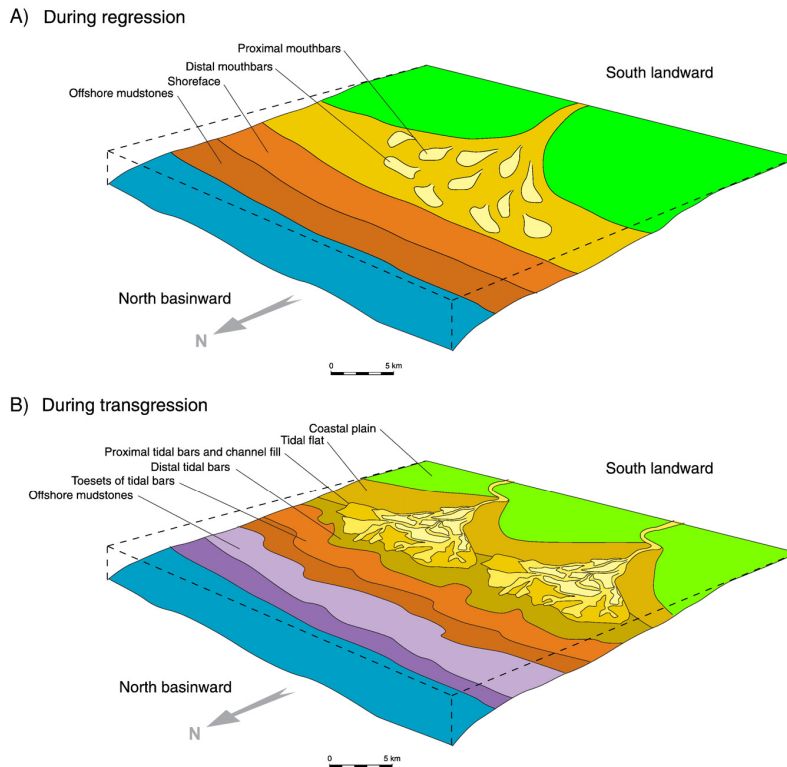 A) During regression
Proximal mouthbars
Distal mouthbars
Shoreface
Offshore mudstones
South landward
North basinward
N
0 5 km
B) During transgression
Coastal plain
Tidal flat
Proximal tidal bars and channel fill
Distal tidal bars
Toesets of tidal bars
Offshore mudstones
South landward
North basinward
N
0 5 km